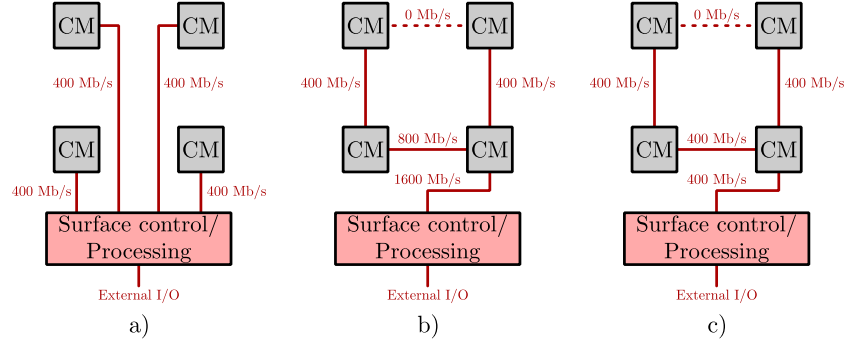 CM
CM
400 Mb/s
400 Mb/s
CM
CM
400 Mb/s
400 Mb/s
Surface control/
Processing
External I/O
a)
CM
0 Mb/s
CM
400 Mb/s
400 Mb/s
CM
800 Mb/s
CM
1600 Mb/s
Surface control/
Processing
External I/O
b)
CM
0 Mb/s
CM
400 Mb/s
400 Mb/s
CM
400 Mb/s
CM
400 Mb/s
Surface control/
Processing
External I/O
c)